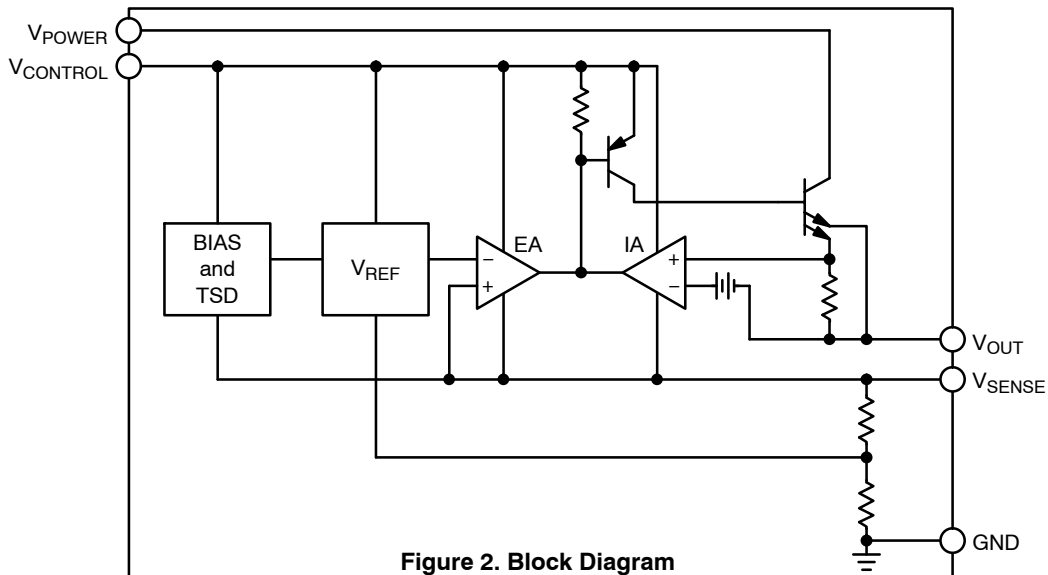 VPOWER
VCONTROL
BIAS
and
TSD
VREF
EA
IA
−
+
+
−
VOUT
VSENSE
GND
Figure 2. Block Diagram